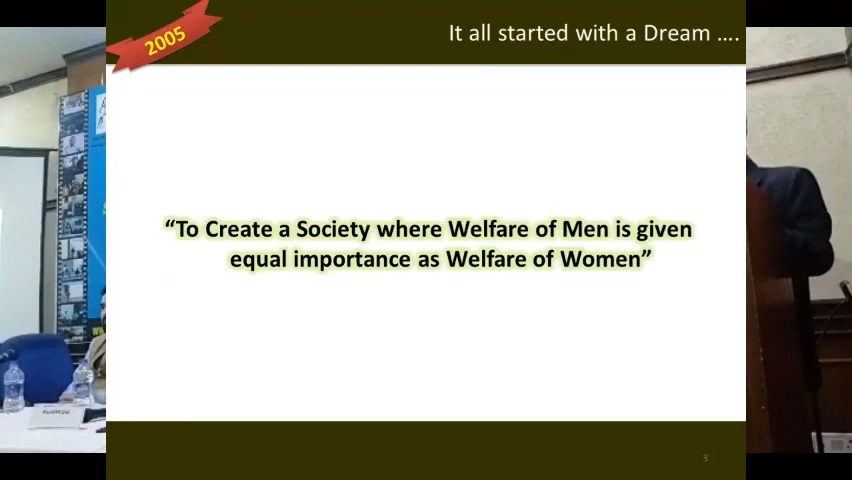 2005
It all started with a Dream ….
“To Create a Society where Welfare of Men is given
equal importance as Welfare of Women”
3